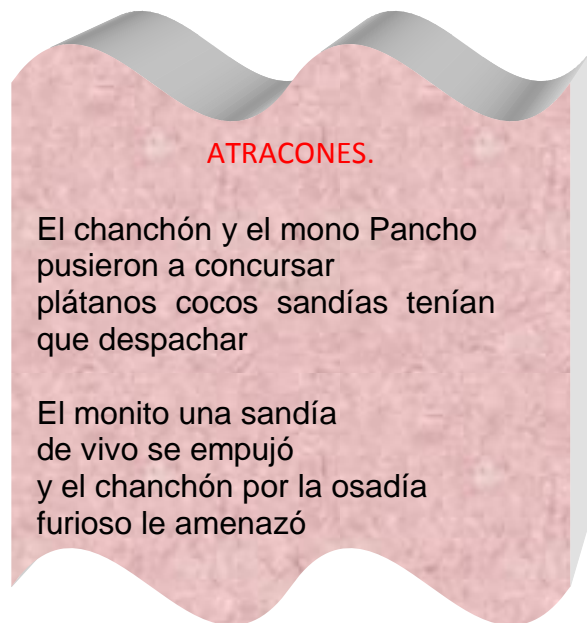 ATRACONES.
El chanchón y el mono Pancho
pusieron a concursar
plátanos cocos sandías tenían
que despachar
El monito una sandía
de vivo se empujó
y el chanchón por la osadía
furioso le amenazó